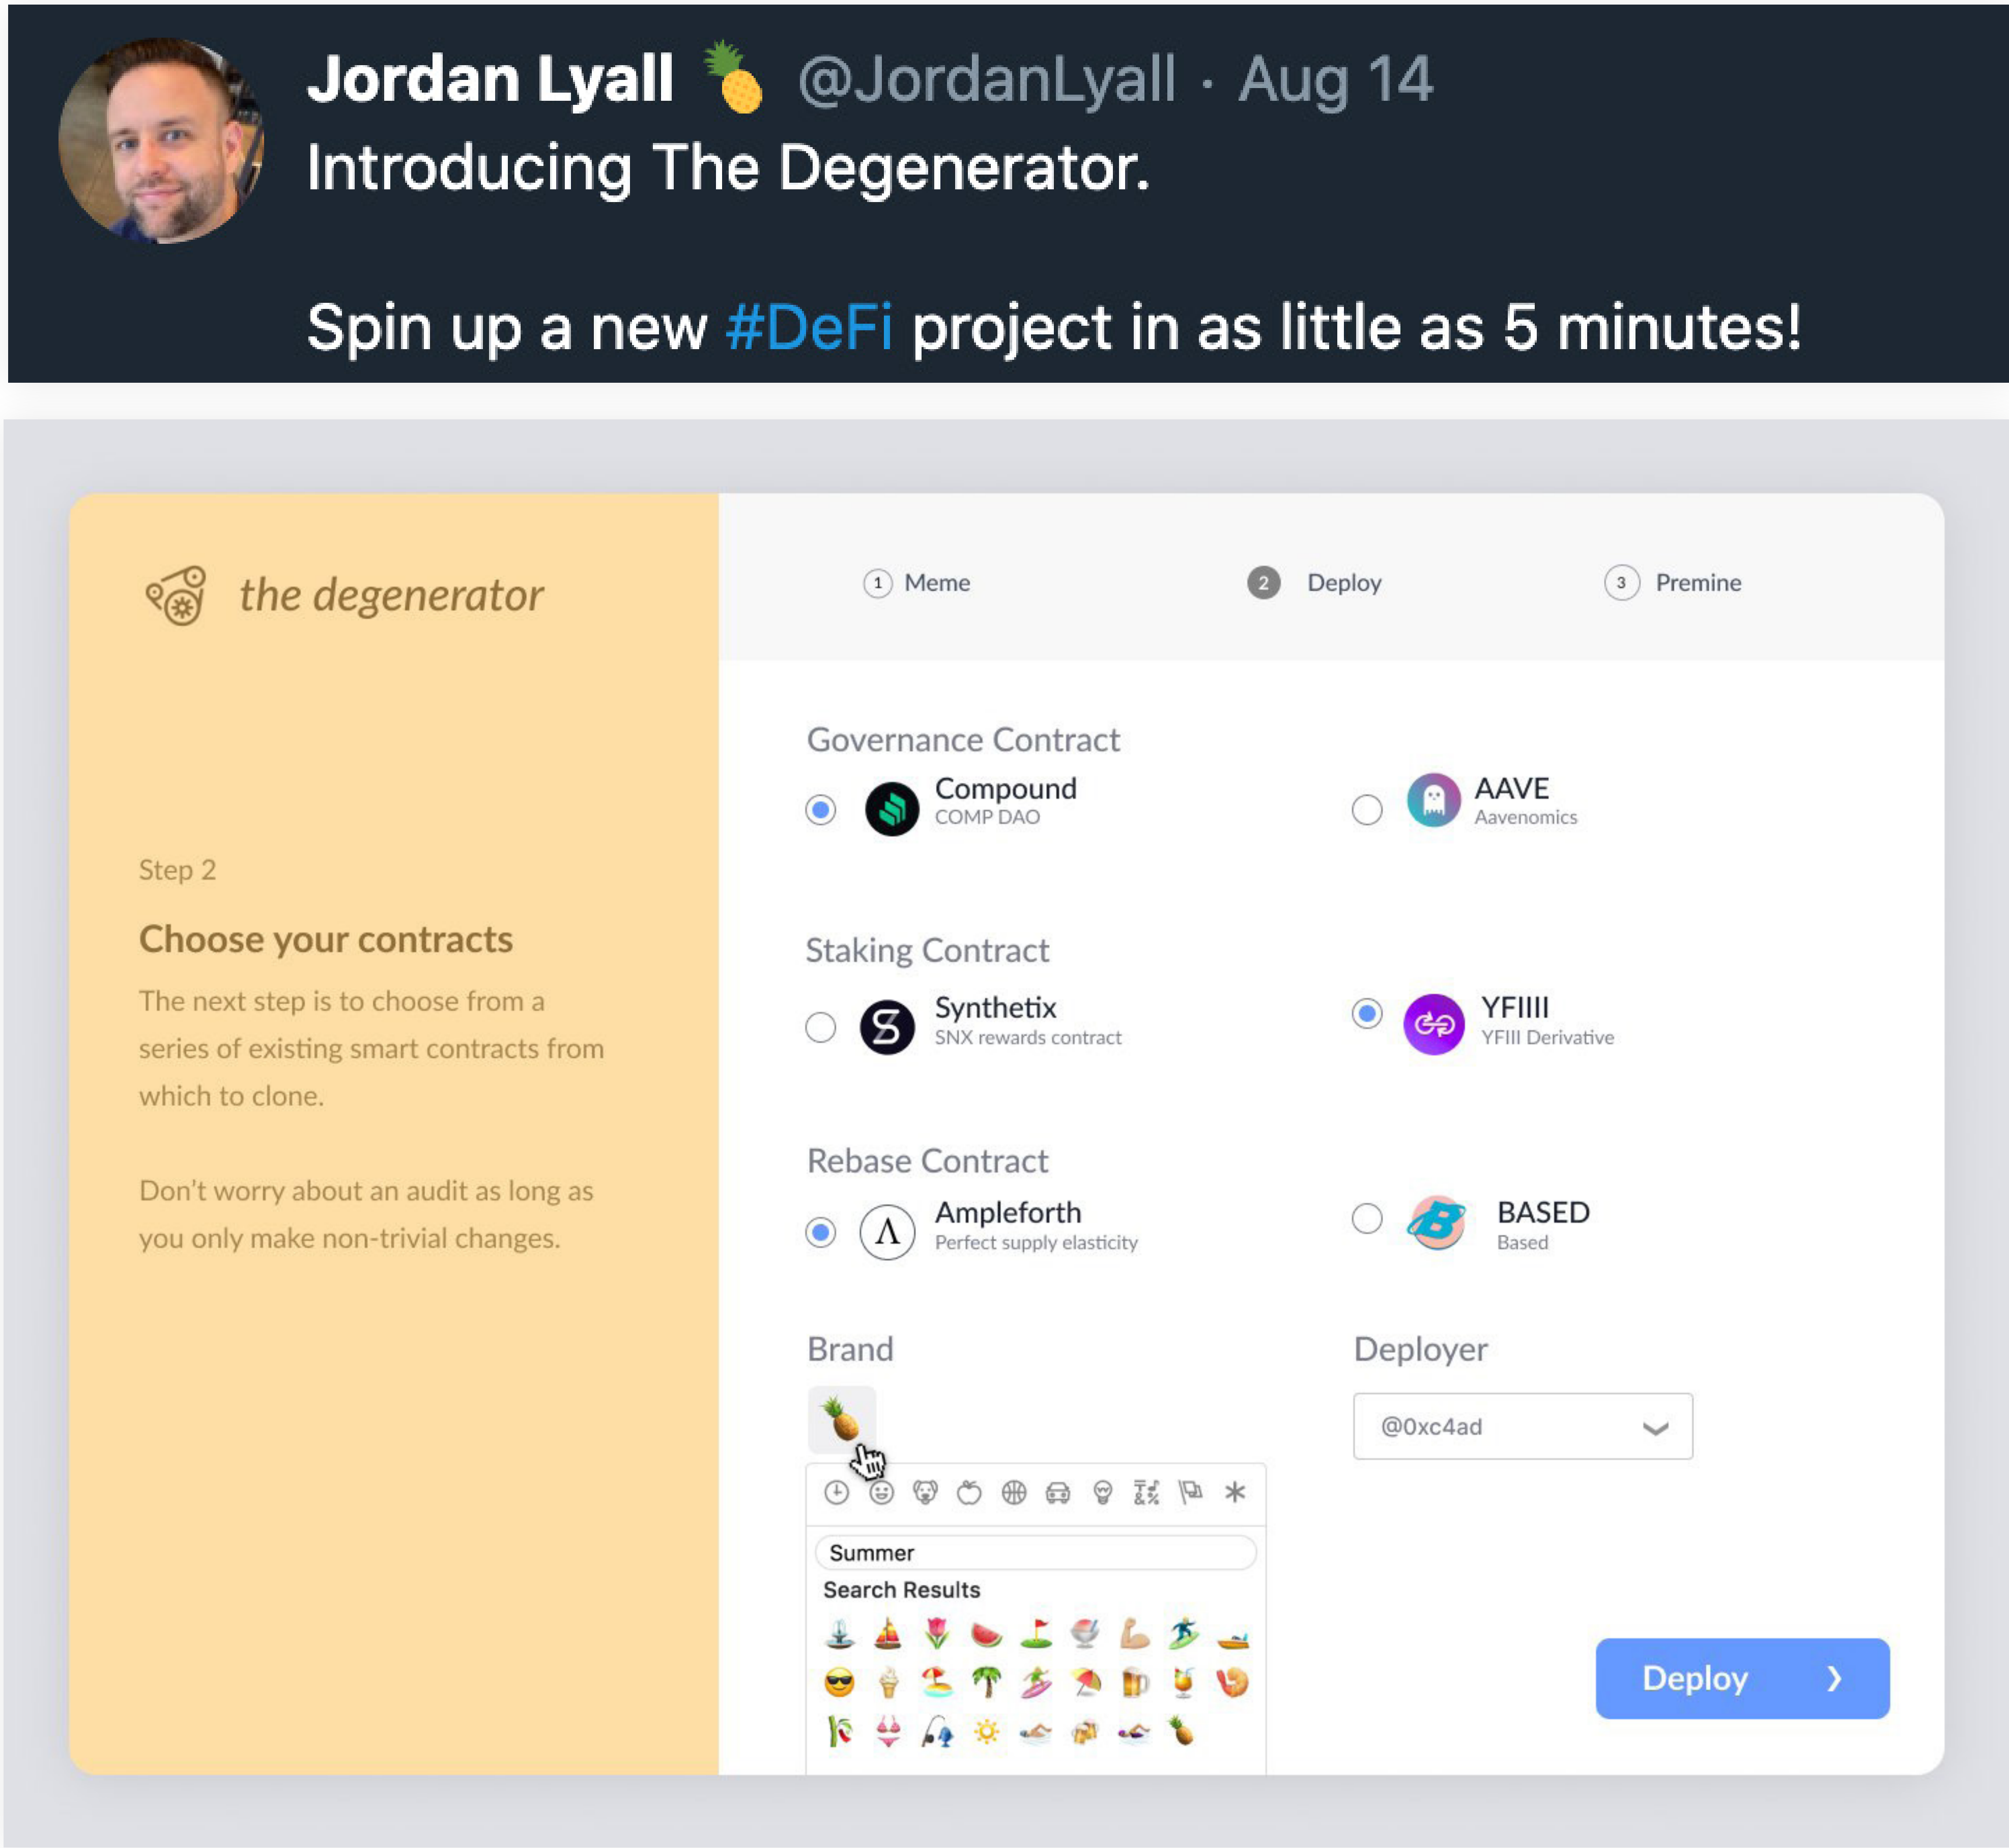 Jordan Lyall 🍍 @JordanLyall · Aug 14
Introducing The Degenerator.
Spin up a new #DeFi project in as little as 5 minutes!
the degenerator
1 Meme
2 Deploy
3 Premine
Step 2
Choose your contracts
The next step is to choose from a
series of existing smart contracts from
which to clone.
Don't worry about an audit as long as
you only make non-trivial changes.
Governance Contract
Compound
COMP DAO
AAVE
Aavenomics
Staking Contract
Synthetix
SNX rewards contract
YFIIII
YFIII Derivative
Rebase Contract
Ampleforth
Perfect supply elasticity
BASED
Based
Brand
Deployer
@0xc4ad
Summer
Search Results
Deploy